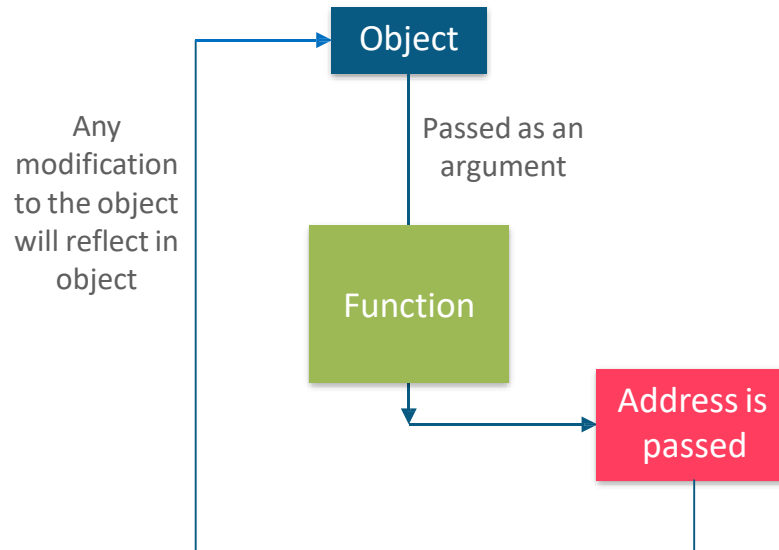 Object
Any
modification
to the object
will reflect in
object
Passed as an
argument
Function
Address is
passed